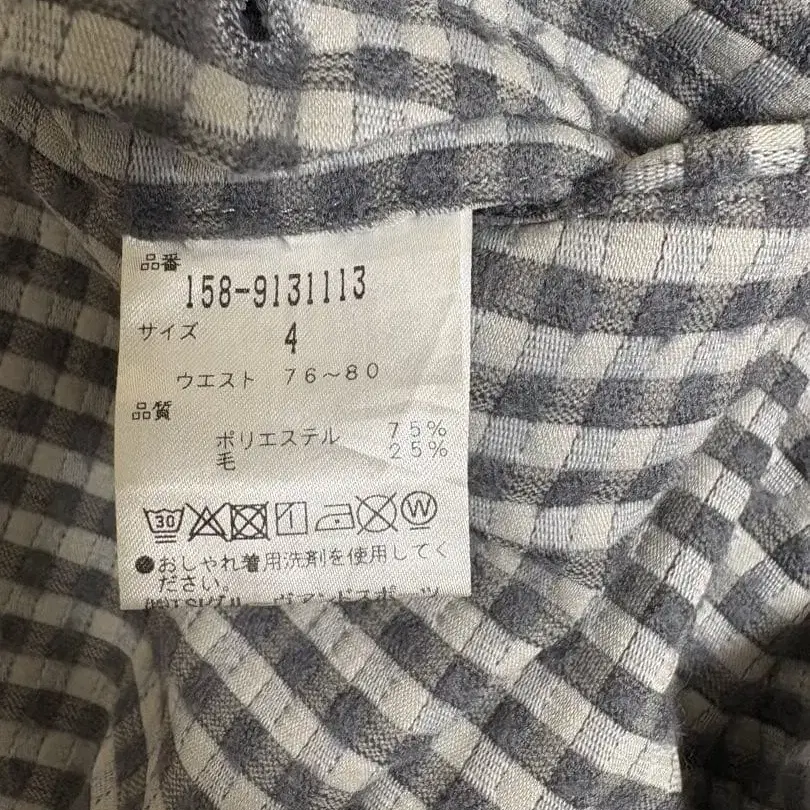 品番
158-9131113
サイズ 4
ウエスト 76～80
品質
ポリエステル 75%
毛 25%
30 W
●おしゃれ着用洗剤を使用してく
ださい。